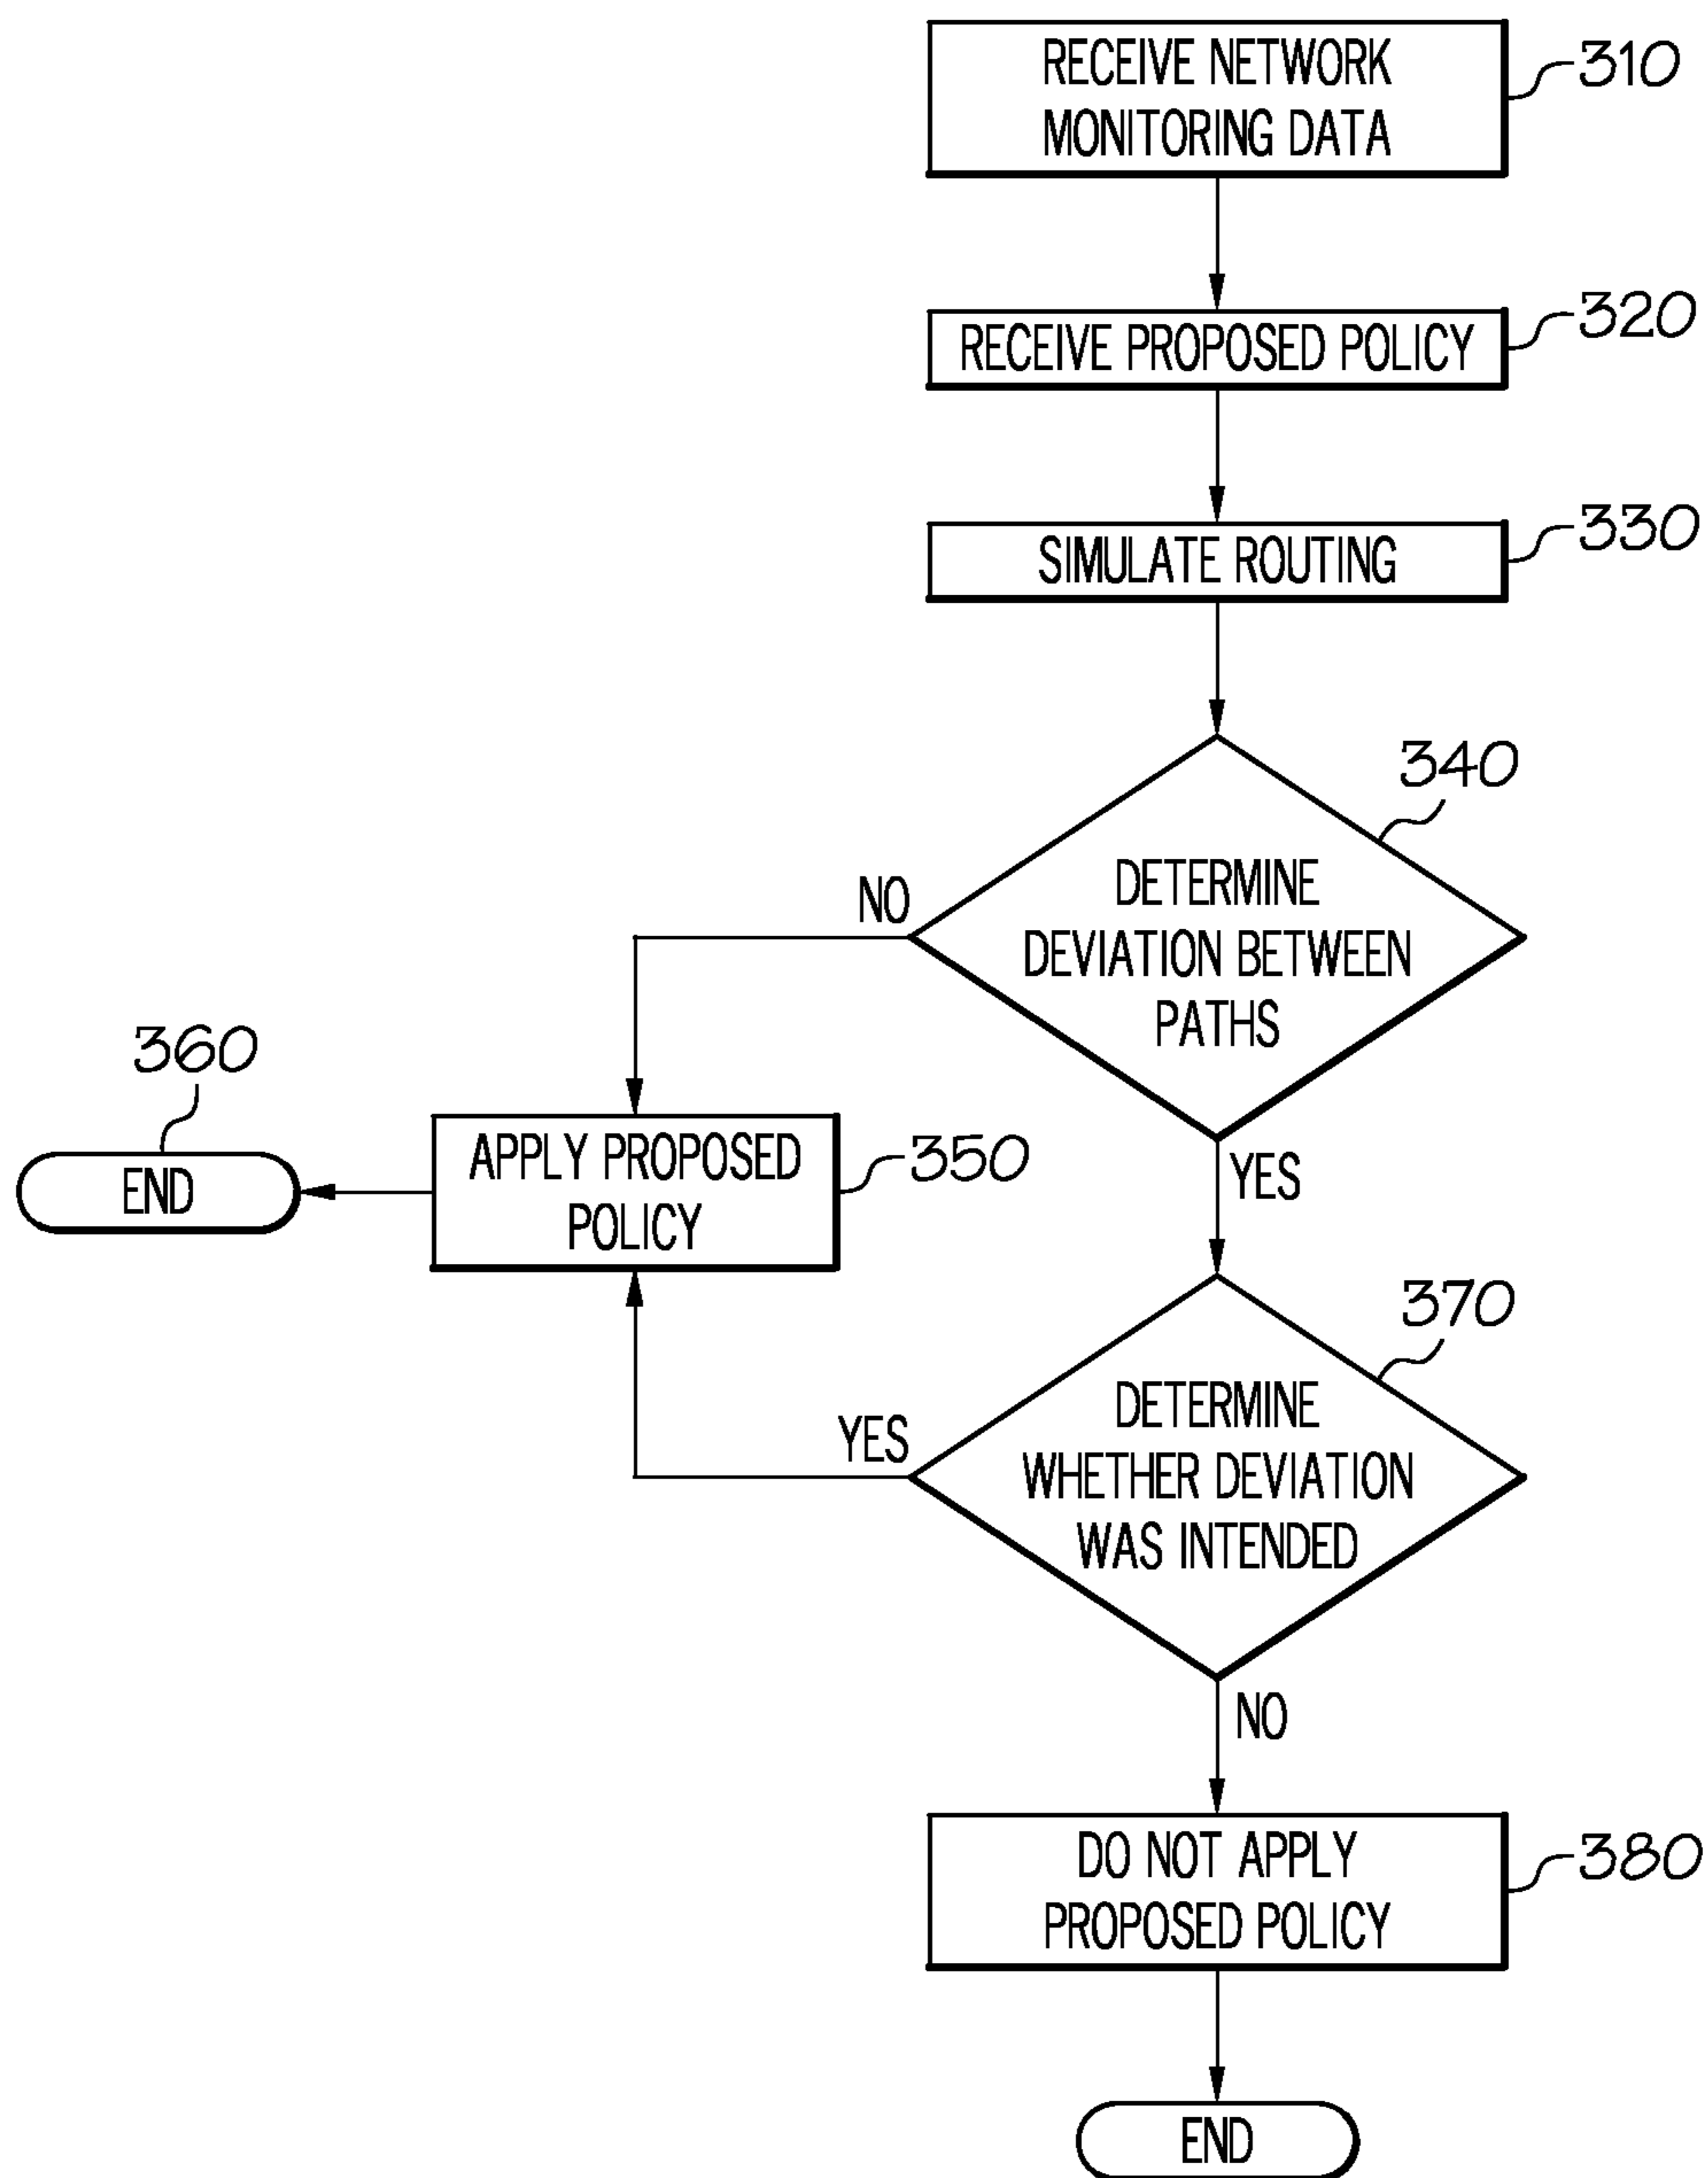 RECEIVE NETWORK
MONITORING DATA
310
RECEIVE PROPOSED POLICY
320
SIMULATE ROUTING
330
340
DETERMINE
DEVIATION BETWEEN
PATHS
NO
YES
360
END
APPLY PROPOSED
POLICY
350
370
DETERMINE
WHETHER DEVIATION
WAS INTENDED
YES
NO
DO NOT APPLY
PROPOSED POLICY
380
END